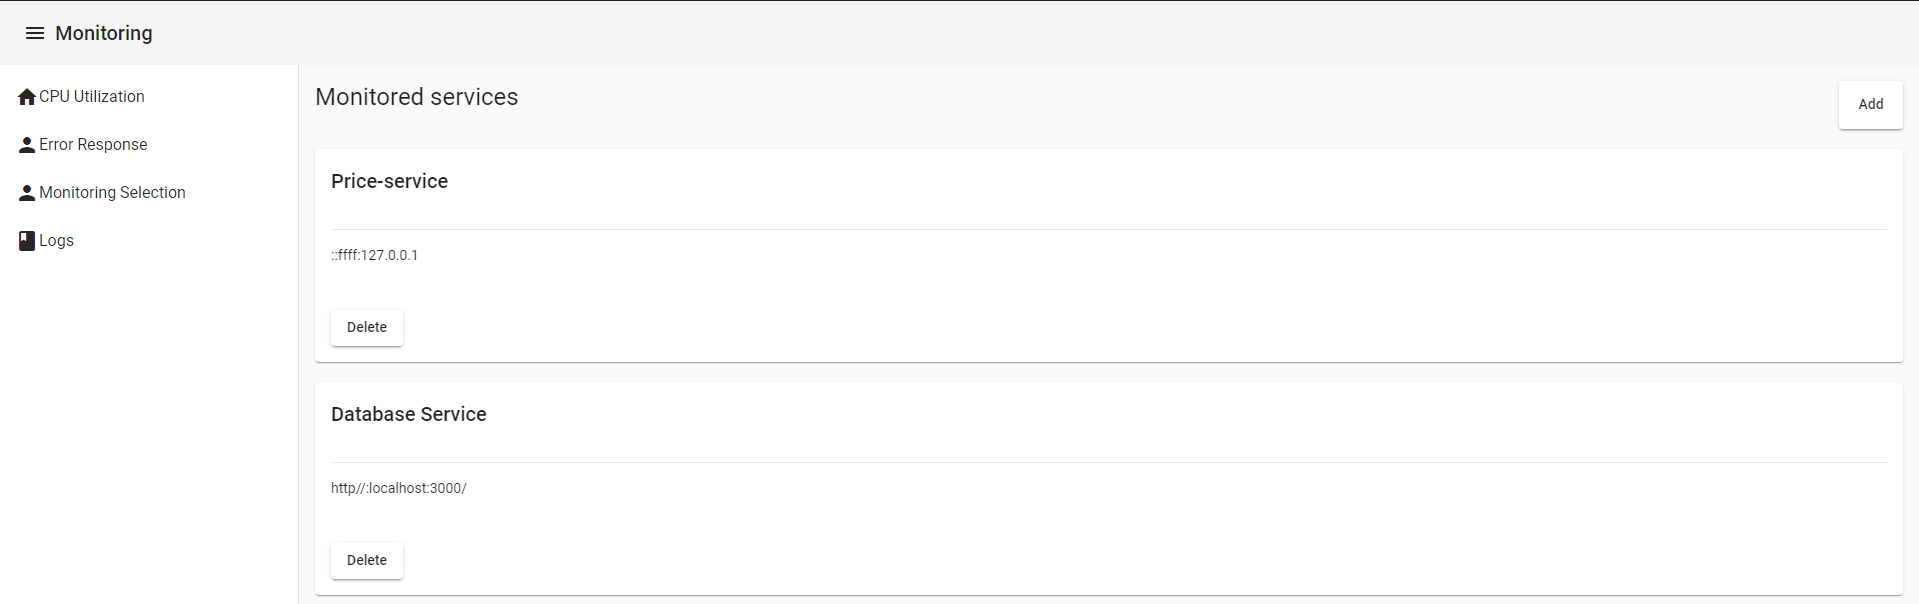 Monitoring
CPU Utilization
Error Response
Monitoring Selection
Logs
Monitored services
Add
Price-service
::ffff:127.0.0.1
Delete
Database Service
http//:localhost:3000/
Delete